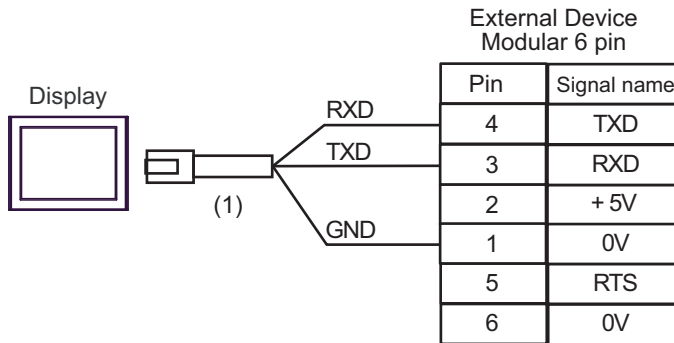 External Device
Modular 6 pin
Display
Pin Signal name
RXD 4 TXD
TXD 3 RXD
2 + 5V
(1)
GND 1 0V
5 RTS
6 0V